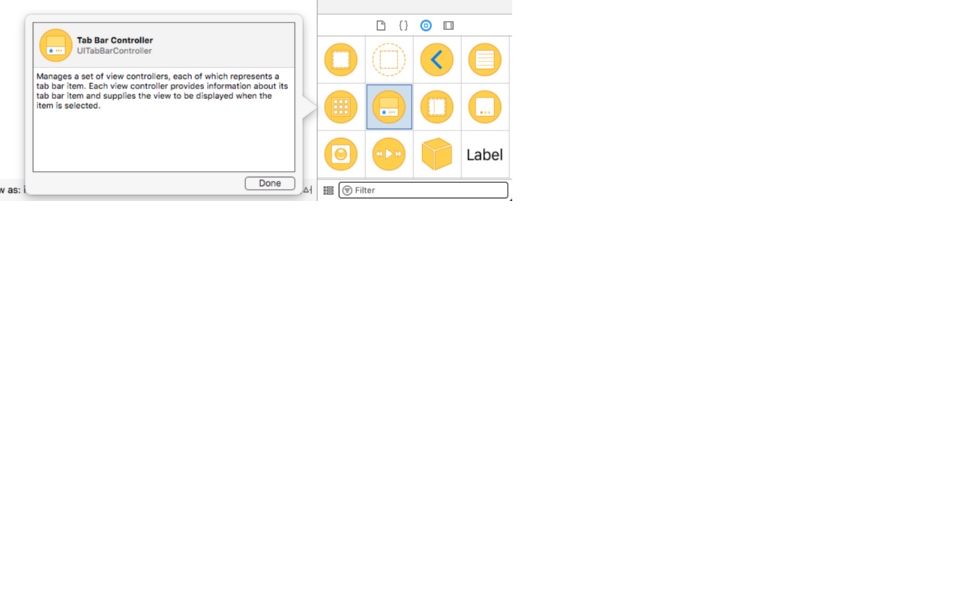 Tab Bar Controller
UITabBarController
Manages a set of view controllers, each of which represents a
tab bar item. Each view controller provides information about its
tab bar item and supplies the view to be displayed when the
item is selected.
Done
w as: i
{}
Label
Filter